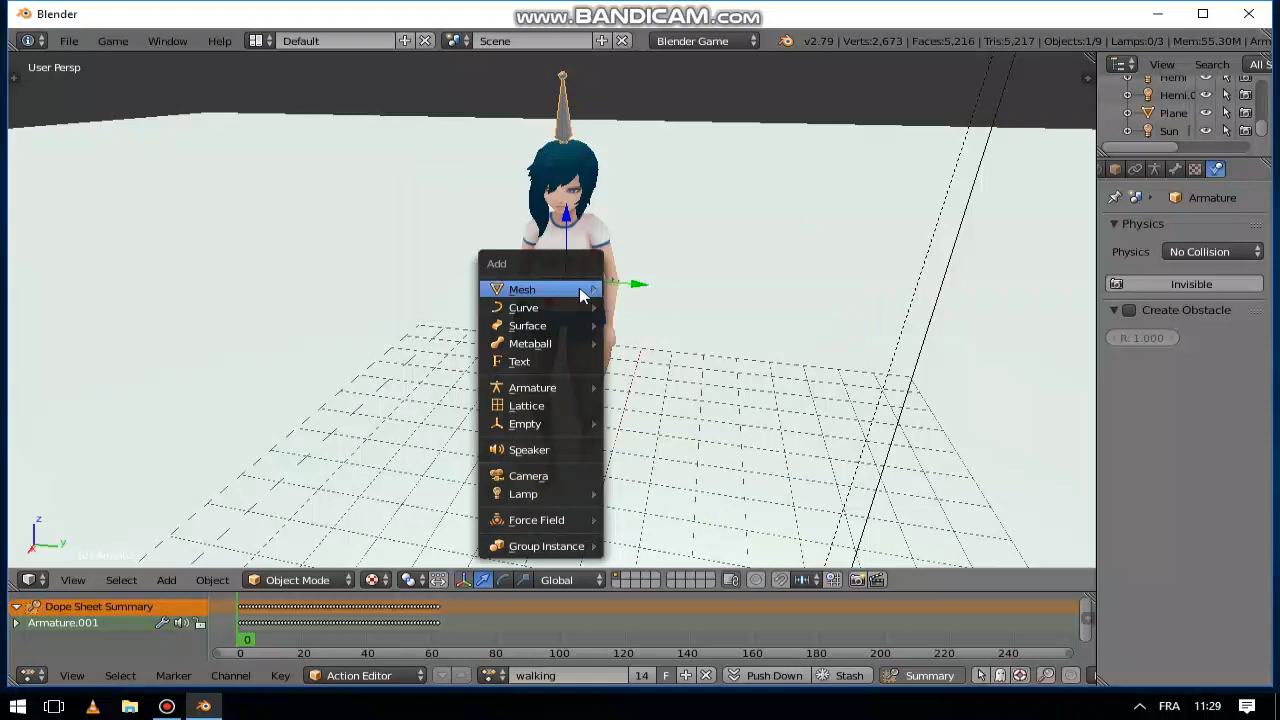 Blender
www.BANDICAM.com
File Game Window Help Default Scene Blender Game v2.79 | Verts:2,673 | Faces:5,216 | Tris:5,217 | Objects:1/9 | Lamps:0/3 | Mem:55.30M | Arm
User Persp
View Search All S
Hemi
Hemi.0
Plane
Sun
Armature
Physics
Physics: No Collision
Invisible
Create Obstacle
R: 1.000
Add
Mesh
Curve
Surface
Metaball
Text
Armature
Lattice
Empty
Speaker
Camera
Lamp
Force Field
Group Instance
z
y
x
View Select Add Object Object Mode Global
Dope Sheet Summary
Armature.001
0
0 20 40 60 80 100 120 140 160 180 200 220 240
View Select Marker Channel Key Action Editor walking 14 F Push Down Stash Summary
FRA 11:29